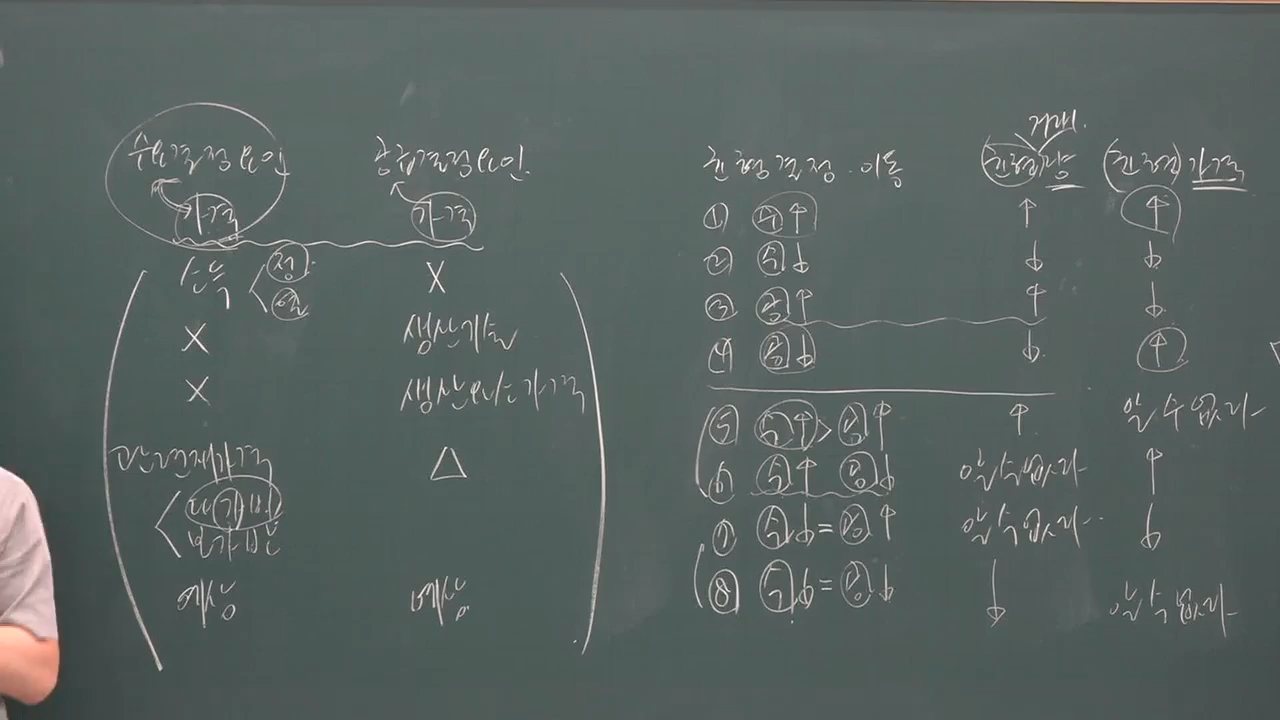 수요결정요인 공급결정요인
가격 가격
소득 정. 열
X
X 생산기술
X 생산요소가격
관련재가격 △
대체재
보완재
예상 예상
거래.
균형결정. 이동 (균형)량 (균형)가격
① 수↑ ↑ ↑
② 수↓ ↓ ↓
③ 공↑ ↑ ↓
④ 공↓ ↓ ↑
⑤ 수↑ > 공↑ ↑ 알 수 없다
⑥ 수↑ 공↓ 알 수 없다 ↑
⑦ 수↓ = 공↑ 알 수 없다.. ↓
⑧ 수↓ = 공↓ ↓ 알 수 없다